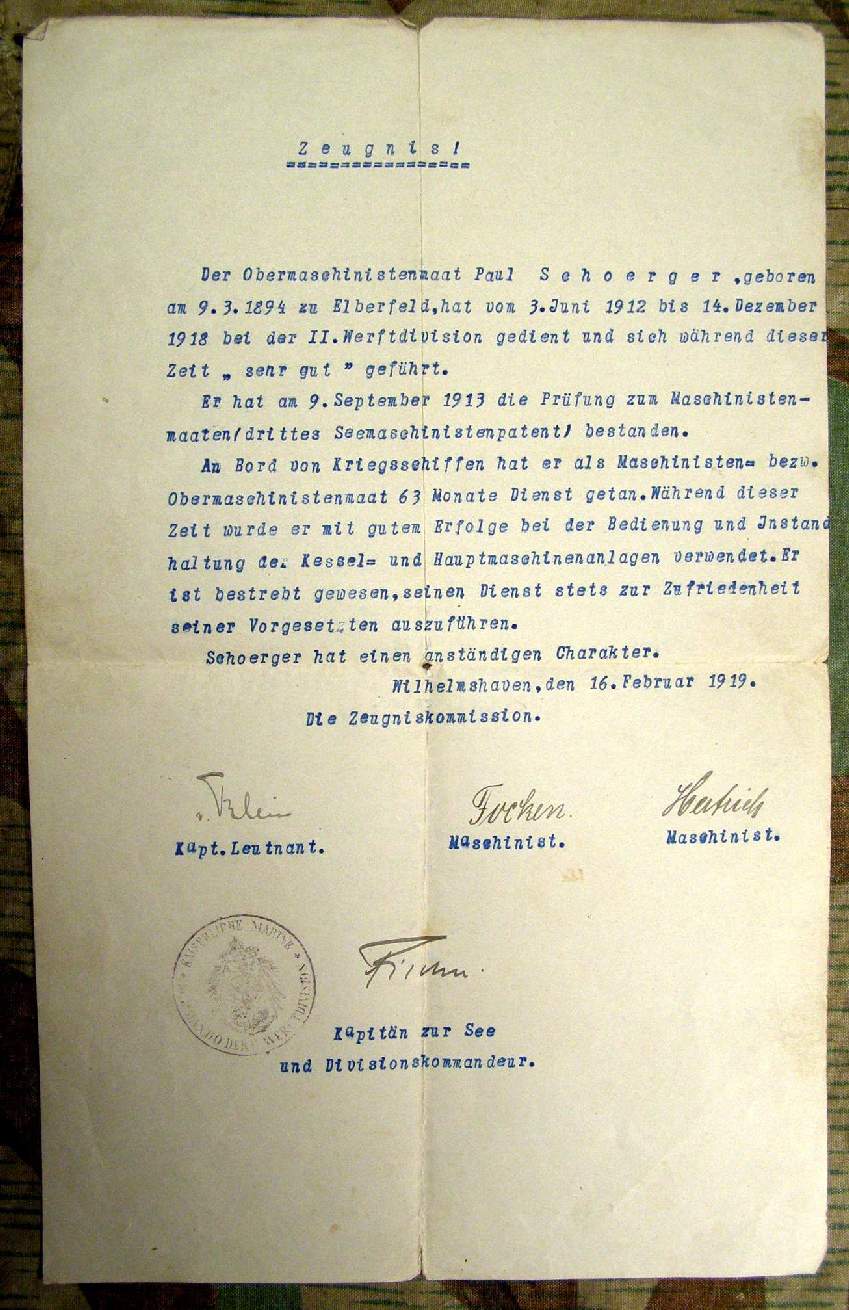 Zeugnis!
Der Obermaschinistenmaat Paul Schoerger, geboren
am 9.3.1894 zu Elberfeld, hat vom 3.Juni 1912 bis 14.Dezember
1918 bei der II.Werftdivision gedient und sich während dieser
Zeit „ sehr gut " geführt.
Er hat am 9.September 1913 die Prüfung zum Maschinisten-
maaten/drittes Seemaschinistenpatent/ bestanden.
An Bord von Kriegsschiffen hat er als Maschinisten= bezw.
Obermaschinistenmaat 63 Monate Dienst getan.Während dieser
Zeit wurde er mit gutem Erfolge bei der Bedienung und Instand
haltung der Kessel= und Hauptmaschinenanlagen verwendet.Er
ist bestrebt gewesen,seinen Dienst stets zur Zufriedenheit
seiner Vorgesetzten auszuführen.
Schoerger hat einen anständigen Charakter.
Wilhelmshaven,den 16.Februar 1919.
Die Zeugniskommission.
v. Klein Focken. Hertrich
Kapt.Leutnant. Maschinist. Maschinist.
KAISERLICHE MARINE
Kapitän zur See
und Divisionskommandeur.